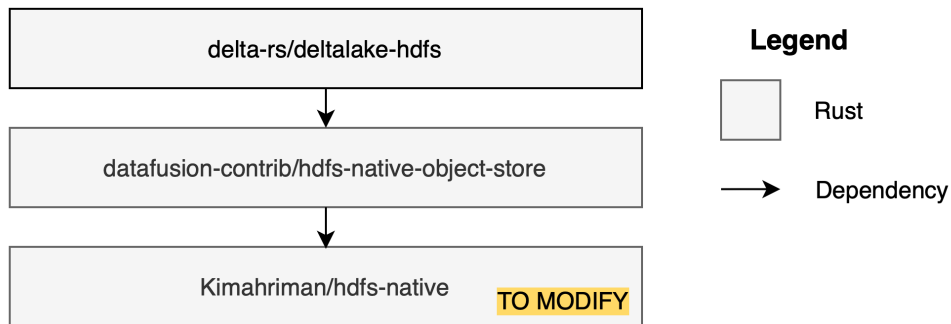 delta-rs/deltalake-hdfs
datafusion-contrib/hdfs-native-object-store
Kimahriman/hdfs-native
TO MODIFY
Legend
Rust
Dependency